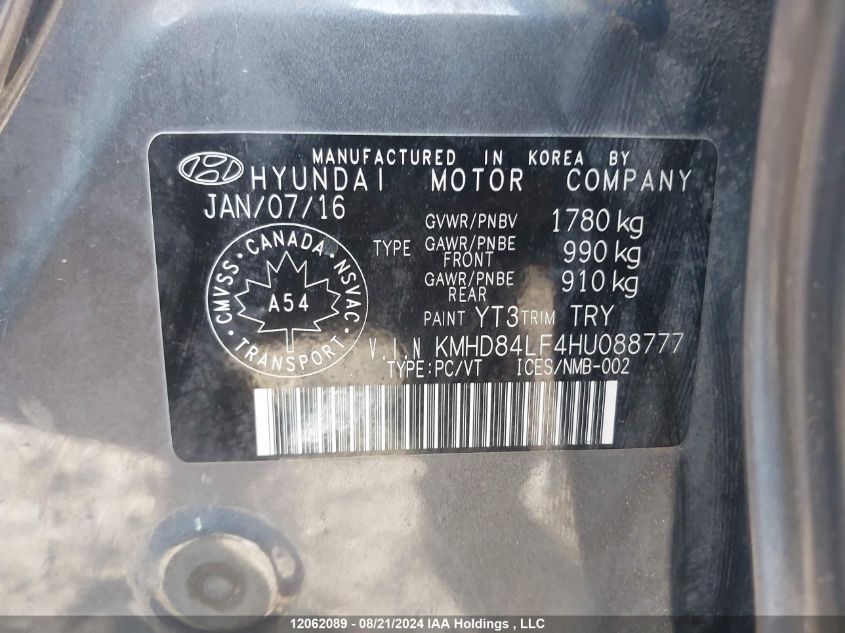 MANUFACTURED IN KOREA BY
HYUNDAI MOTOR COMPANY
JAN/07/16
GVWR/PNBV 1780 kg
TYPE GAWR/PNBE FRONT 990 kg
GAWR/PNBE REAR 910 kg
PAINT YT3 TRIM TRY
CMVSS · CANADA · NSVAC · TRANSPORT ·
A54
V.I.N KMHD84LF4HU088777
TYPE:PC/VT ICES/NMB-002
12062089 - 08/21/2024 IAA Holdings , LLC